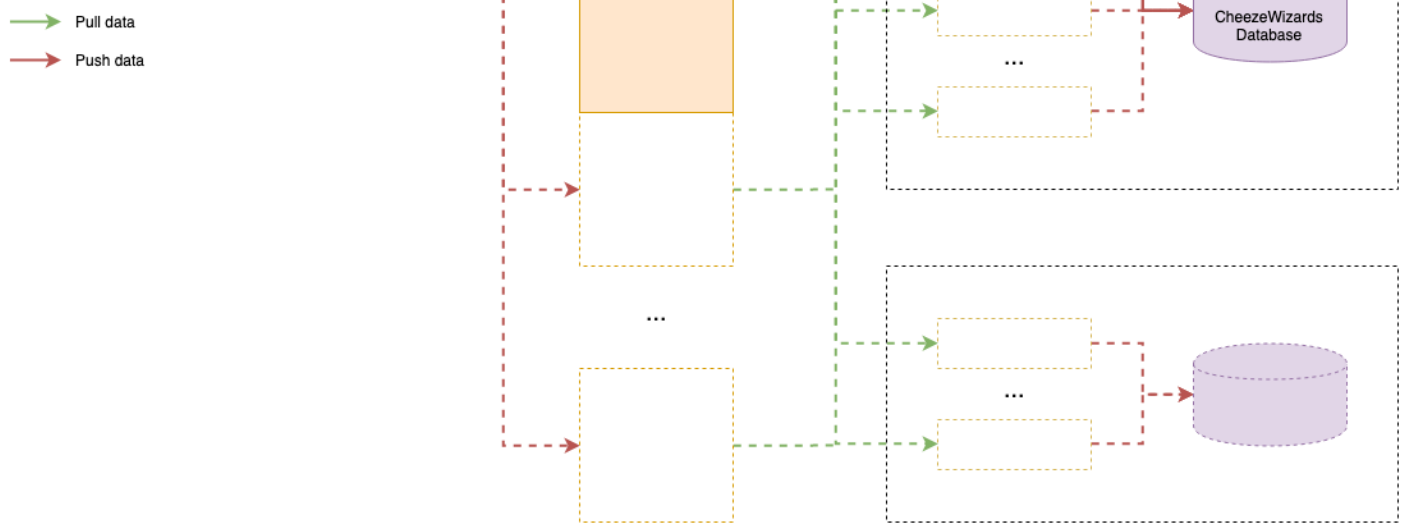 Pull data
Push data
CheezeWizards
Database
...
...
...